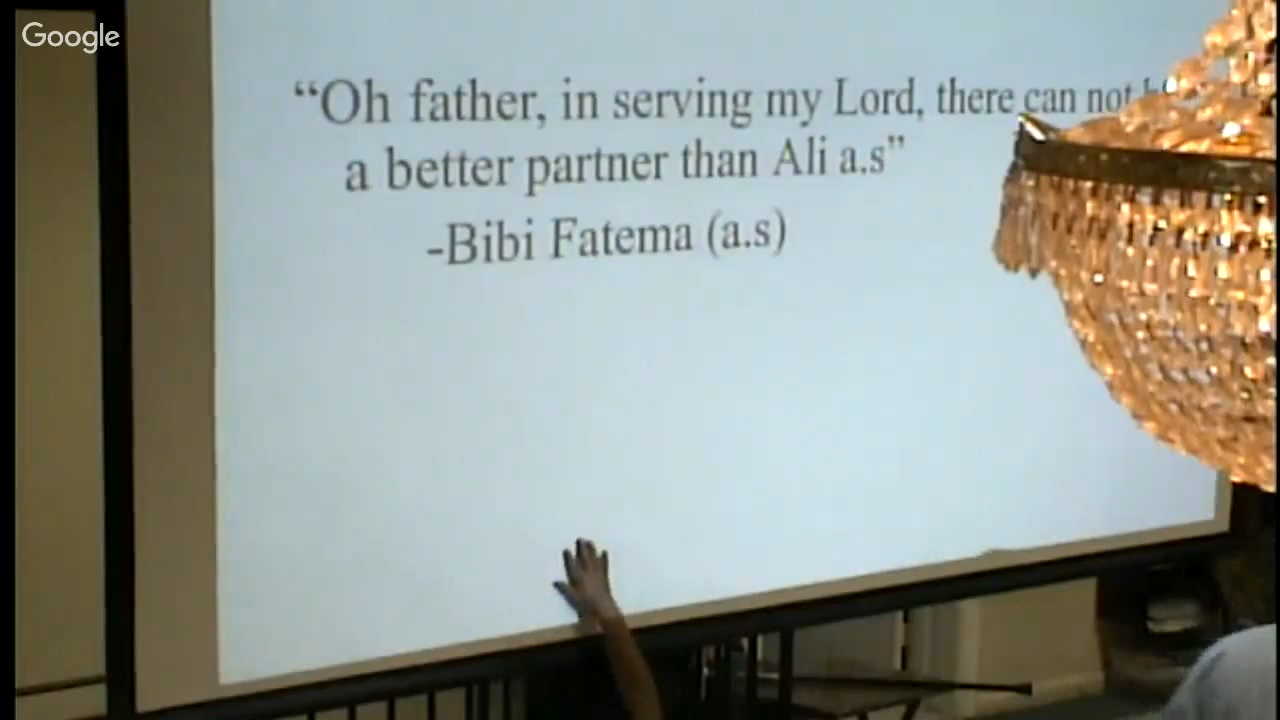 Google
“Oh father, in serving my Lord, there can not
a better partner than Ali a.s”
-Bibi Fatema (a.s)